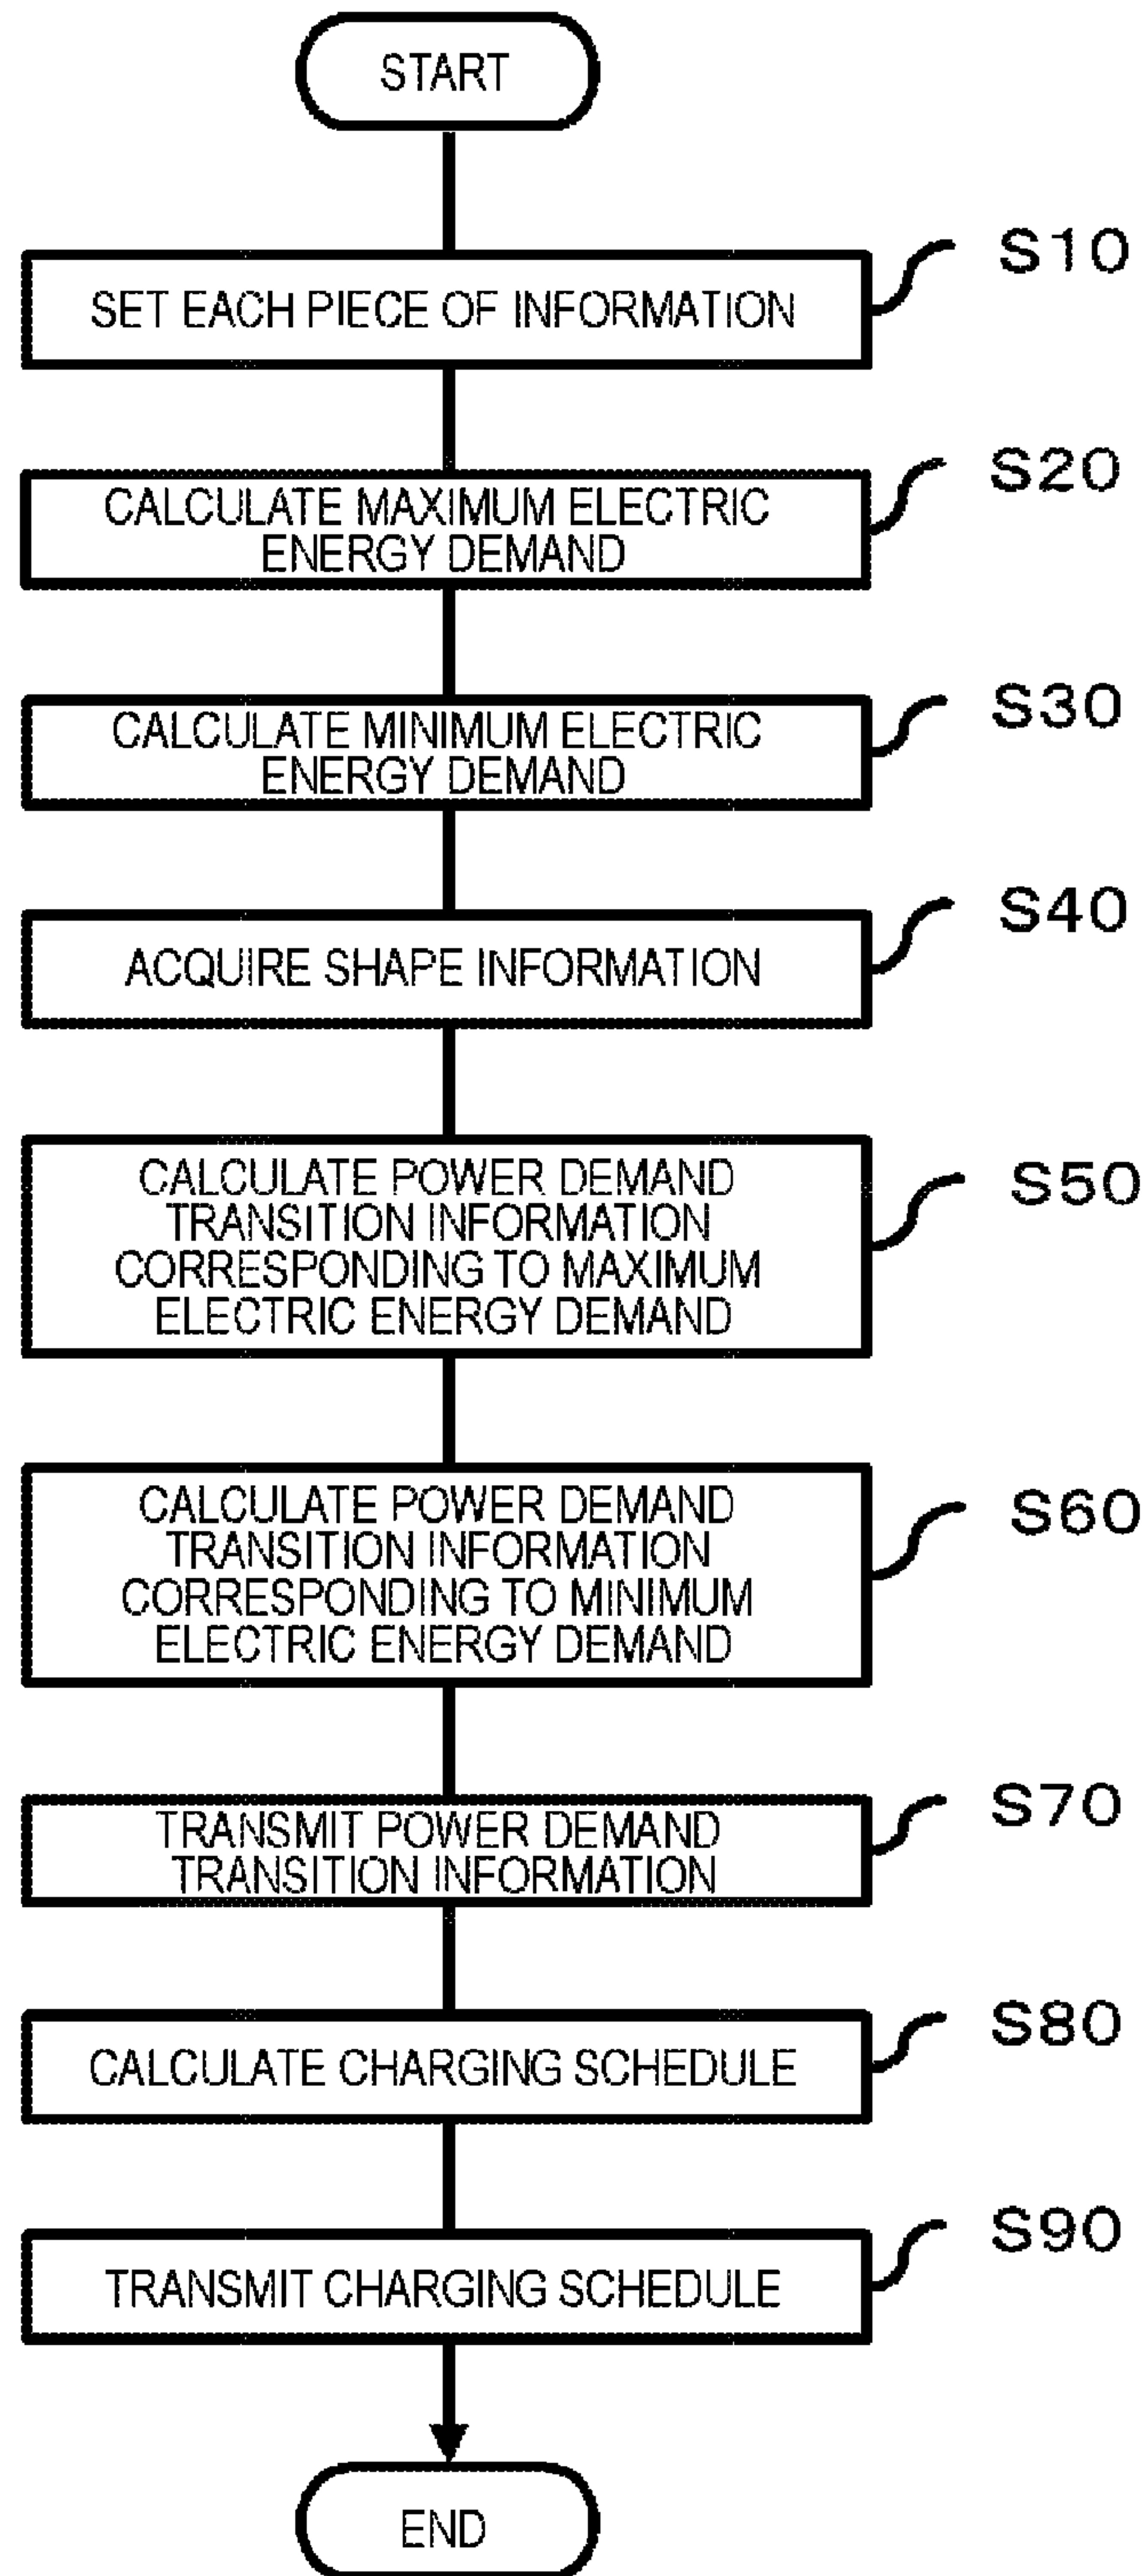 START
SET EACH PIECE OF INFORMATION
S10
CALCULATE MAXIMUM ELECTRIC
ENERGY DEMAND
S20
CALCULATE MINIMUM ELECTRIC
ENERGY DEMAND
S30
ACQUIRE SHAPE INFORMATION
S40
CALCULATE POWER DEMAND
TRANSITION INFORMATION
CORRESPONDING TO MAXIMUM
ELECTRIC ENERGY DEMAND
S50
CALCULATE POWER DEMAND
TRANSITION INFORMATION
CORRESPONDING TO MINIMUM
ELECTRIC ENERGY DEMAND
S60
TRANSMIT POWER DEMAND
TRANSITION INFORMATION
S70
CALCULATE CHARGING SCHEDULE
S80
TRANSMIT CHARGING SCHEDULE
S90
END